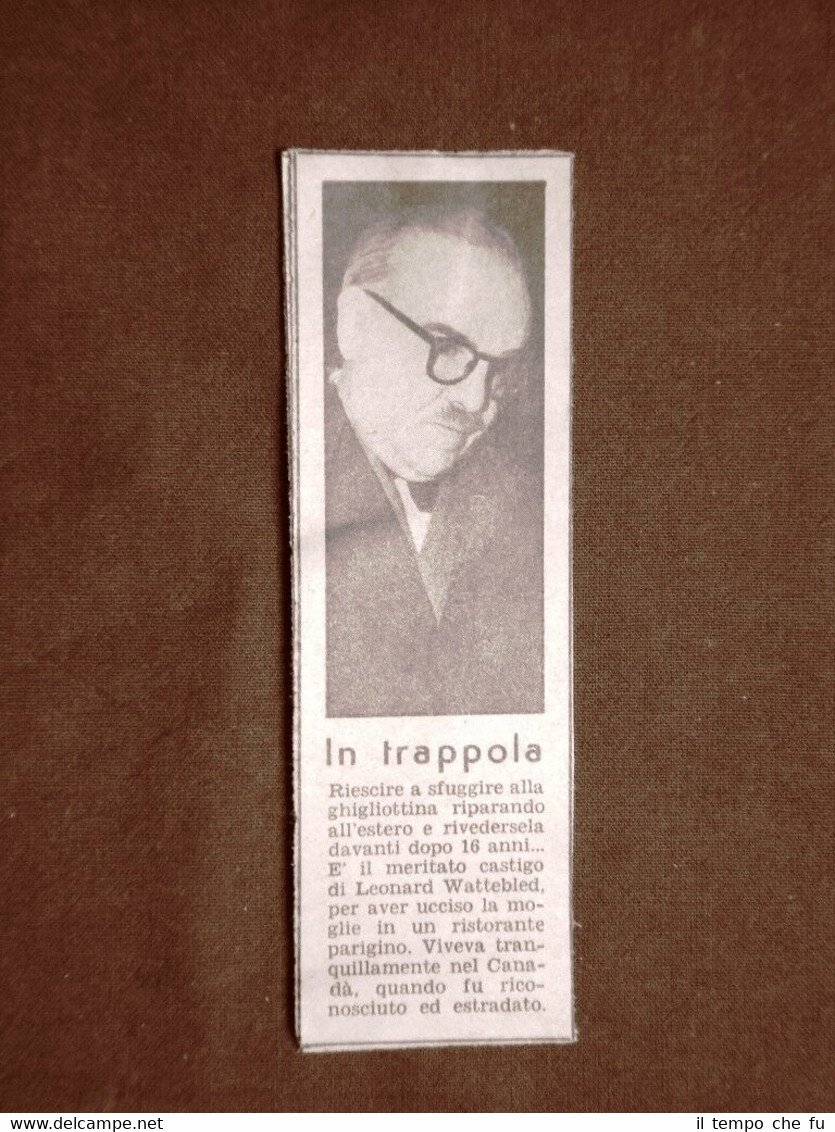 In trappola
Riescire a sfuggire alla
ghigliottina riparando
all'estero e rivedersela
davanti dopo 16 anni...
E' il meritato castigo
di Leonard Wattebled,
per aver ucciso la mo-
glie in un ristorante
parigino. Viveva tran-
quillamente nel Cana-
dà, quando fu rico-
nosciuto ed estradato.
www.delcampe.net
il tempo che fu